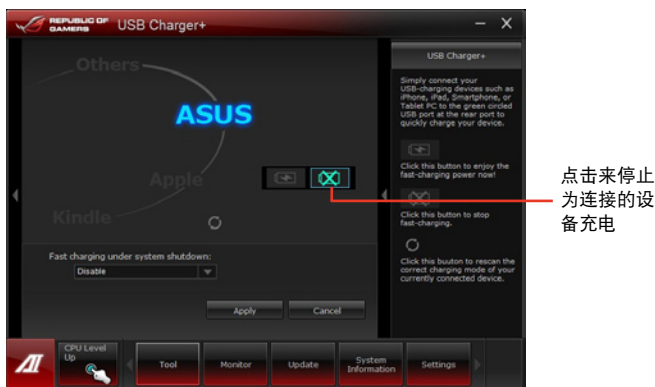 REPUBLIC OF
GAMERS
USB Charger+
Others
ASUS
Apple
Kindle
Fast charging under system shutdown:
Disable
Apply
Cancel
USB Charger+
Simply connect your
USB-charging devices such as
iPhone, iPad, Smartphone, or
Tablet PC to the green circled
USB port at the rear port to
quickly charge your device.
Click this button to enjoy the
fast-charging power now!
Click this button to stop
fast-charging.
Click this buuton to rescan the
correct charging mode of your
currently connected device.
点击来停止
为连接的设
备充电
CPU Level
Up
Tool
Monitor
Update
System
Information
Settings